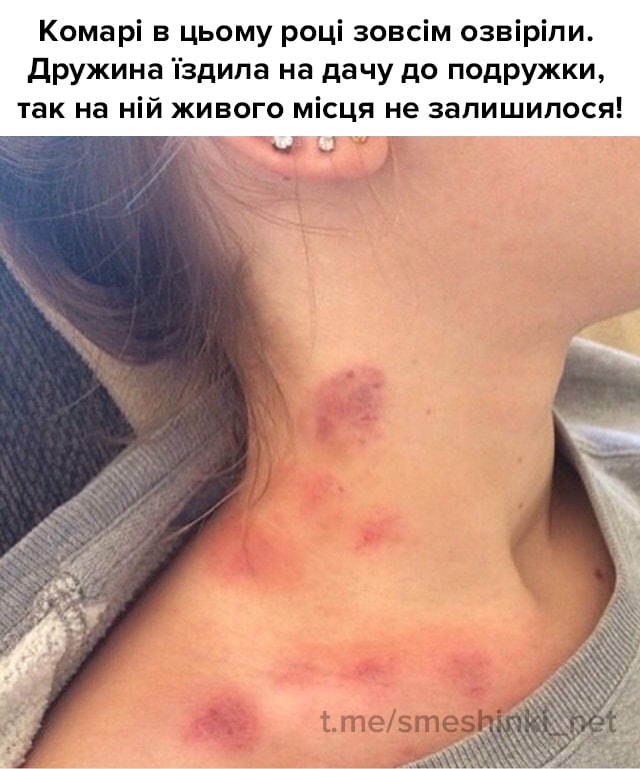 Комарі в цьому році зовсім озвіріли.
Дружина їздила на дачу до подружки,
так на ній живого місця не залишилося!
t.me/smeshinki_net